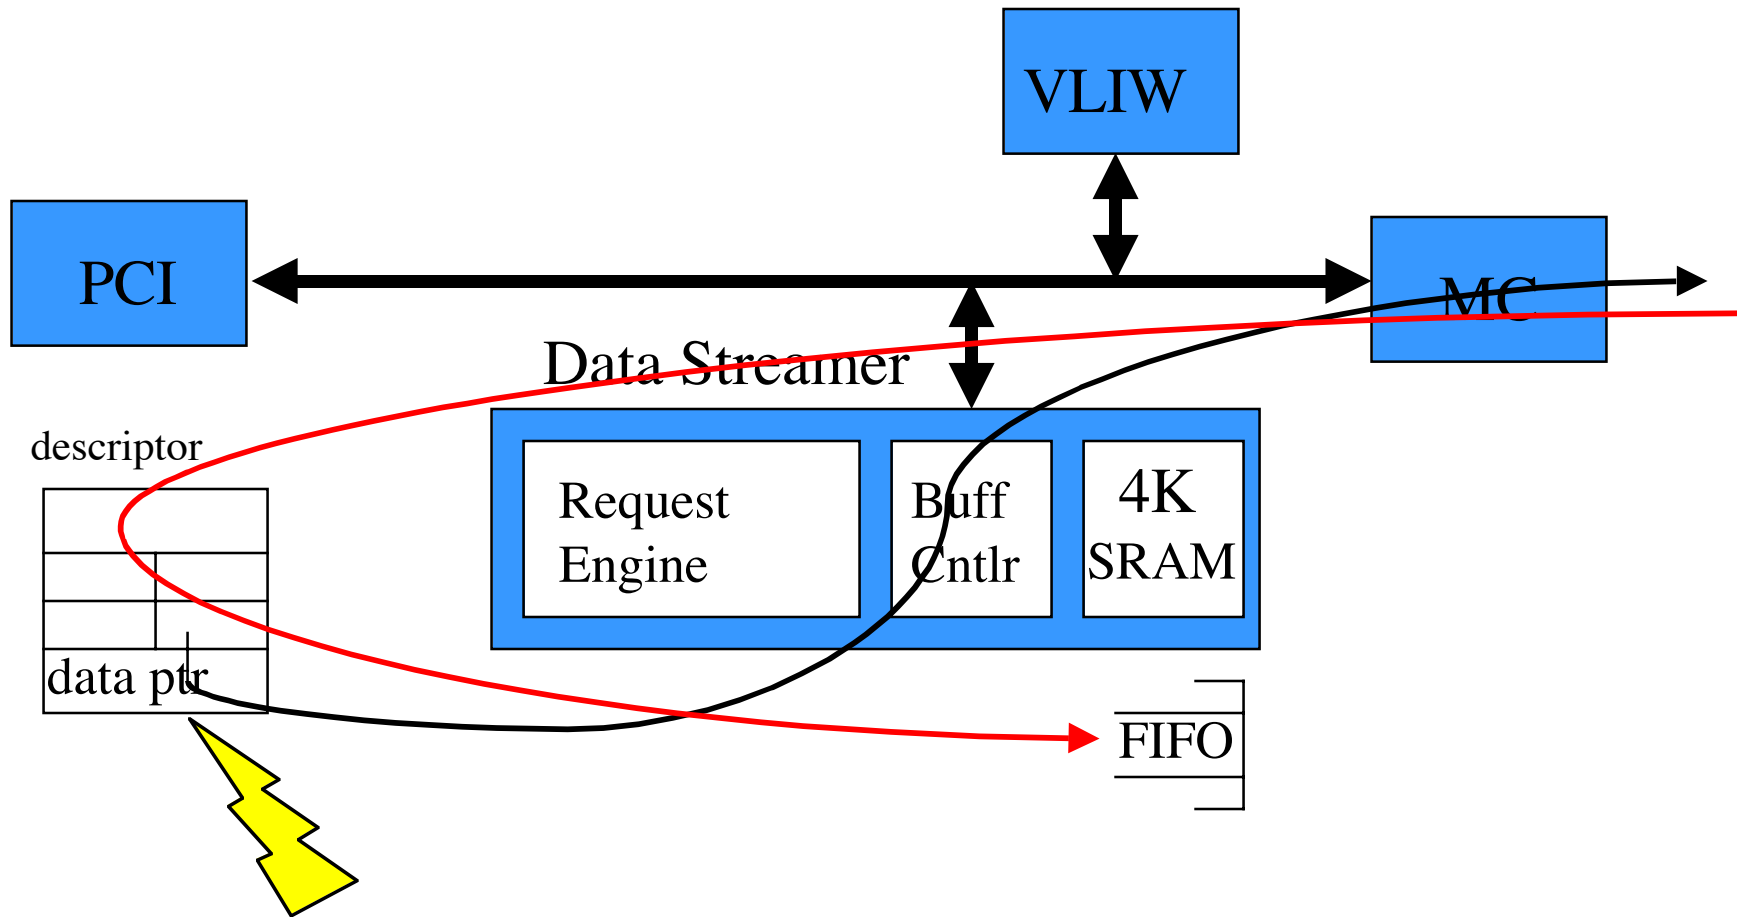 VLIW
PCI
MC
Data Streamer
descriptor
Request
Engine
Buff
Cntlr
4K
SRAM
data ptr
FIFO